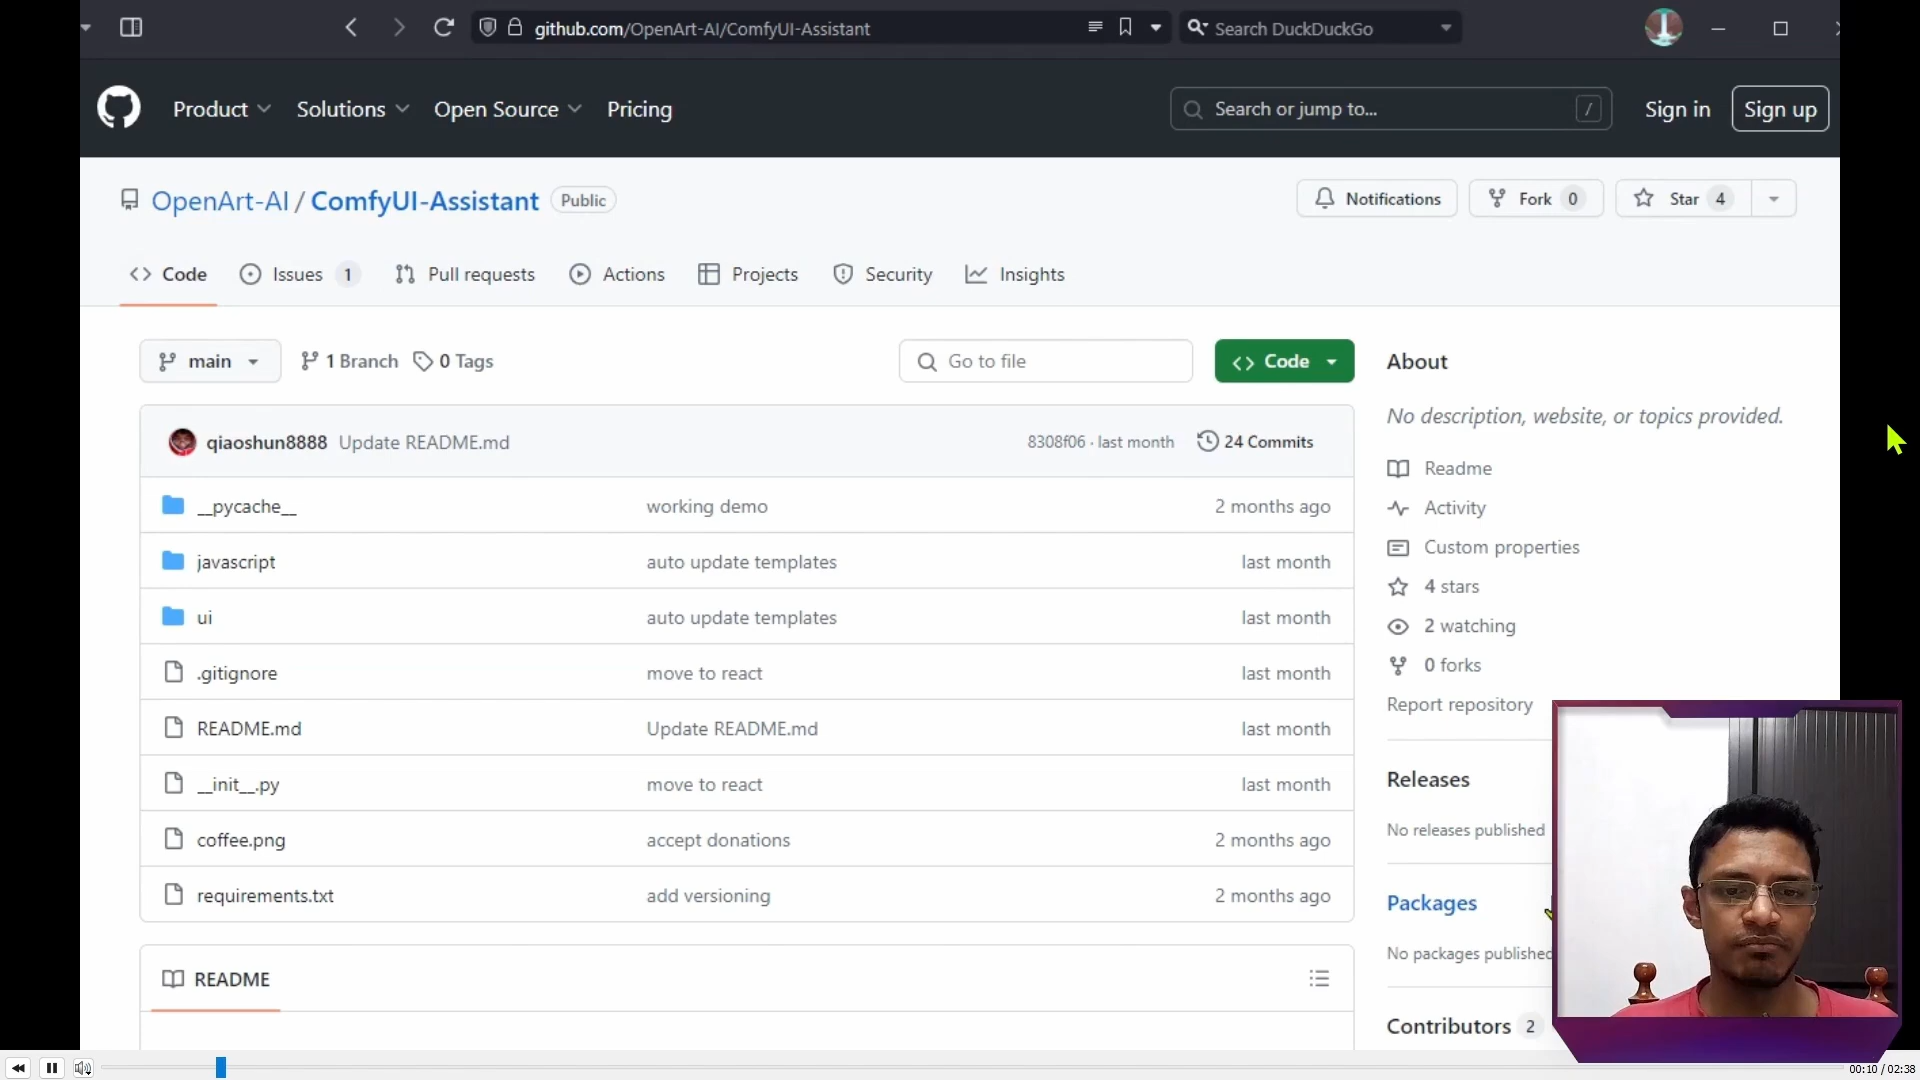 github.com/OpenArt-AI/ComfyUI-Assistant
Search DuckDuckGo
Product
Solutions
Open Source
Pricing
Search or jump to...
/
Sign in
Sign up
OpenArt-AI / ComfyUI-Assistant
Public
Notifications
Fork 0
Star 4
Code
Issues 1
Pull requests
Actions
Projects
Security
Insights
main
1 Branch
0 Tags
Go to file
Code
About
No description, website, or topics provided.
qiaoshun8888 Update README.md
8308f06 · last month
24 Commits
__pycache__ working demo 2 months ago
javascript auto update templates last month
ui auto update templates last month
.gitignore move to react last month
README.md Update README.md last month
__init__.py move to react last month
coffee.png accept donations 2 months ago
requirements.txt add versioning 2 months ago
README
Readme
Activity
Custom properties
4 stars
2 watching
0 forks
Report repository
Releases
No releases published
Packages
No packages published
Contributors 2
00:10 / 02:38